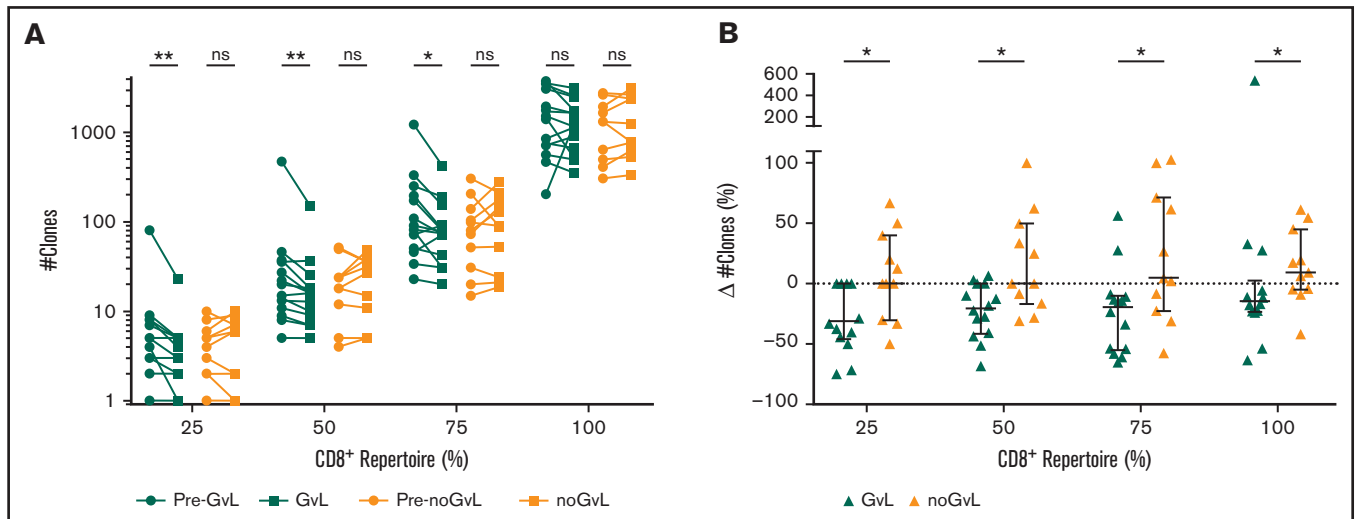 A
** ns ** ns * ns ns ns
#Clones
1000
100
10
1
25 50 75 100
CD8+ Repertoire (%)
Pre-GvL GvL Pre-noGvL noGvL
B
* * * *
Δ #Clones (%)
600
400
200
100
50
0
−50
−100
25 50 75 100
CD8+ Repertoire (%)
GvL noGvL